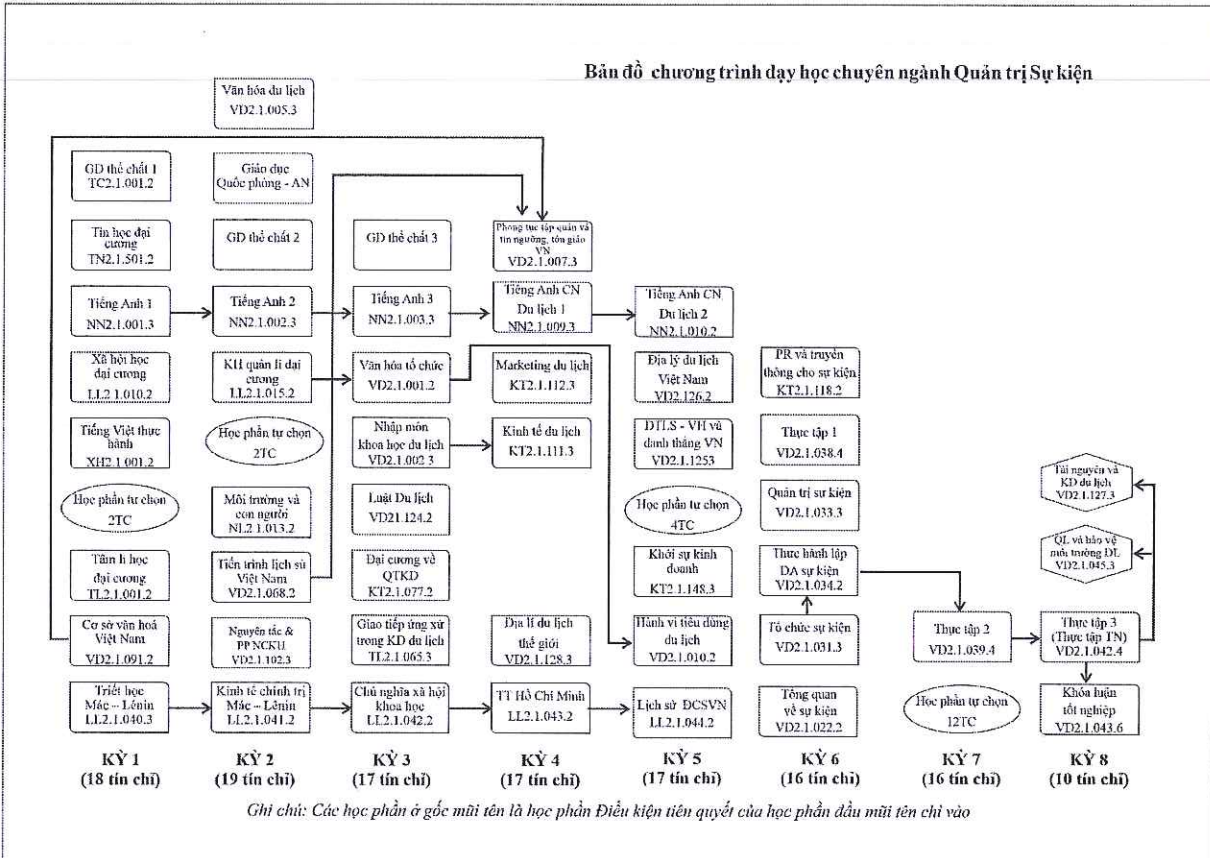 Bản đồ chương trình dạy học chuyên ngành Quản trị Sự kiện
Văn hóa du lịch
VD2.1.005.3
GD thể chất 1
TC2.1.001.2
Giáo dục
Quốc phòng - AN
Tin học đại
cương
TN2.1.501.2
GD thể chất 2
GD thể chất 3
Phong tục tập quán và
tín ngưỡng, tôn giáo
VN
VD2.1.007.3
Tiếng Anh 1
NN2.1.001.3
Tiếng Anh 2
NN2.1.002.3
Tiếng Anh 3
NN2.1.003.3
Tiếng Anh CN
Du lịch 1
NN2.1.009.3
Tiếng Anh CN
Du lịch 2
NN2.1.010.2
Xã hội học
đại cương
LL2 1.010.2
KH quản lí đại
cương
LL2.1.015.2
Văn hóa tổ chức
VD2.1.001.2
Marketing du lịch
KT2.1.112.3
Địa lý du lịch
Việt Nam
VD2.126.2
PR và truyền
thông cho sự kiện
KT2.1.118.2
Tiếng Việt thực
hành
XH2.1.001.2
Học phần tự chọn
2TC
Nhập môn
khoa học du lịch
VD2.1.002 3
Kinh tế du lịch
KT2.1.111.3
DTLS - VH và
danh thắng VN
VD2.1.1253
Thực tập 1
VD2.1.038.4
Tài nguyên và
KD du lịch
VD2.1.127.3
Học phần tự chọn
2TC
Môi trường và
con người
NL2 1.013.2
Luật Du lịch
VD21.124.2
Học phần tự chọn
4TC
Quản trị sự kiện
VD2.1.033.3
QL và bảo vệ
môi trường DL
VD2.1.045.3
Tâm lí học
đại cương
TL2.1.001.2
Tiến trình lịch sử
Việt Nam
VD2.1.068.2
Đại cương về
QTKD
KT2.1.077.2
Khởi sự kinh
doanh
KT2.1.148.3
Thực hành lập
DA sự kiện
VD2.1.034.2
Cơ sở văn hoá
Việt Nam
VD2.1.091.2
Nguyên tắc &
PP NCKH
VD2.1.102.3
Giao tiếp ứng xử
trong KD du lịch
TL2.1.065.3
Địa lí du lịch
thế giới
VD2.1.128.3
Hành vi tiêu dùng
du lịch
VD2.1.010.2
Tổ chức sự kiện
VD2.1.031.3
Thực tập 2
VD2.1.039.4
Thực tập 3
(Thực tập TN)
VD2.1.042.4
Triết học
Mác – Lênin
LL2.1.040.3
Kinh tế chính trị
Mác – Lênin
LL2.1.041.2
Chủ nghĩa xã hội
khoa học
LL2.1.042.2
TT Hồ Chí Minh
LL2.1.043.2
Lịch sử ĐCSVN
LL2.1.044.2
Tổng quan
về sự kiện
VD2.1.022.2
Học phần tự chọn
12TC
Khóa luận
tốt nghiệp
VD2.1.043.6
KỲ 1
(18 tín chỉ)
KỲ 2
(19 tín chỉ)
KỲ 3
(17 tín chỉ)
KỲ 4
(17 tín chỉ)
KỲ 5
(17 tín chỉ)
KỲ 6
(16 tín chỉ)
KỲ 7
(16 tín chỉ)
KỲ 8
(10 tín chỉ)
Ghi chú: Các học phần ở gốc mũi tên là học phần Điều kiện tiên quyết của học phần đầu mũi tên chỉ vào